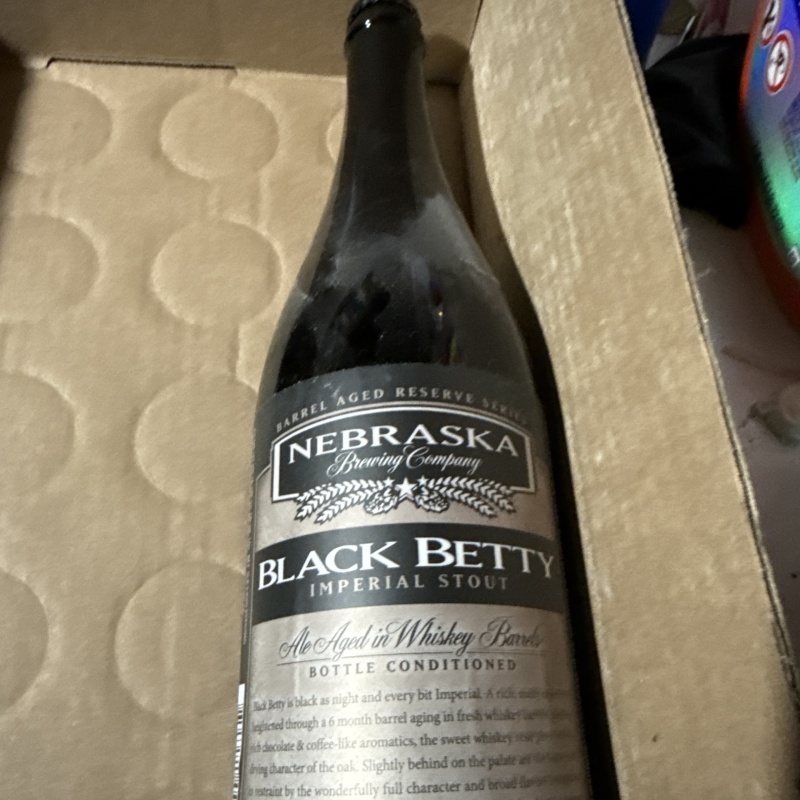 BARREL AGED RESERVE SERIES
NEBRASKA
Brewing Company
BLACK BETTY
IMPERIAL STOUT
Ale Aged in Whiskey Barrels
BOTTLE CONDITIONED
Black Betty is black as night and every bit Imperial. A rich,
heightened through a 6 month barrel aging in fresh whiskey
rich chocolate & coffee-like aromatics, the sweet whiskey
drying character of the oak. Slightly behind on the palate are
restraint by the wonderfully full character and broad